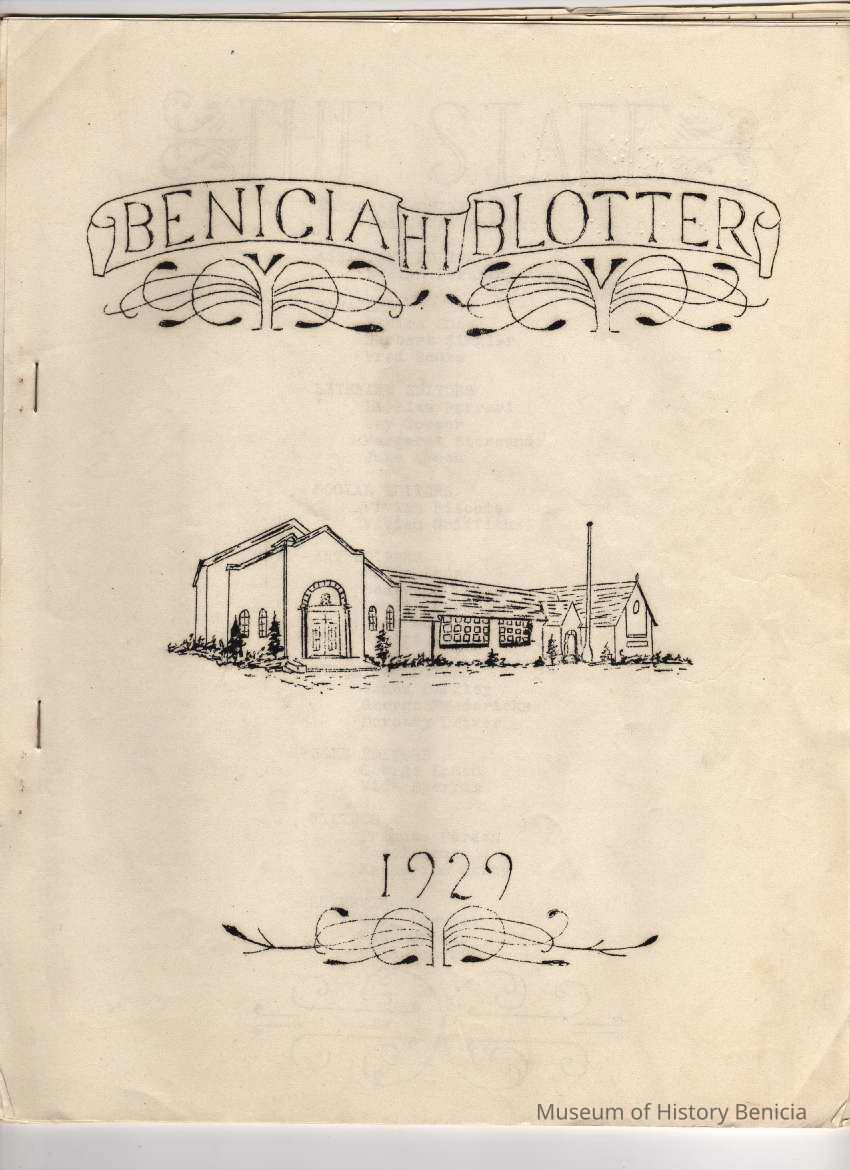 BENICIA HI BLOTTER
1929
Museum of History Benicia